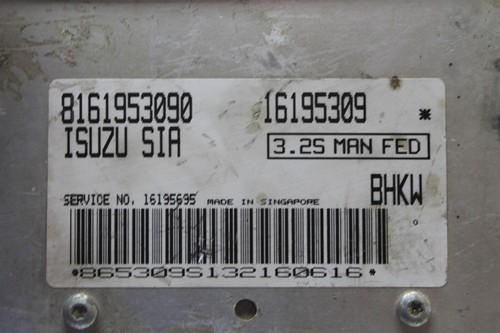 8161953090 16195309 *
ISUZU SIA 3.2S MAN FED
BHKW
SERVICE NO. 16195695 MADE IN SINGAPORE
*865309S132160616*